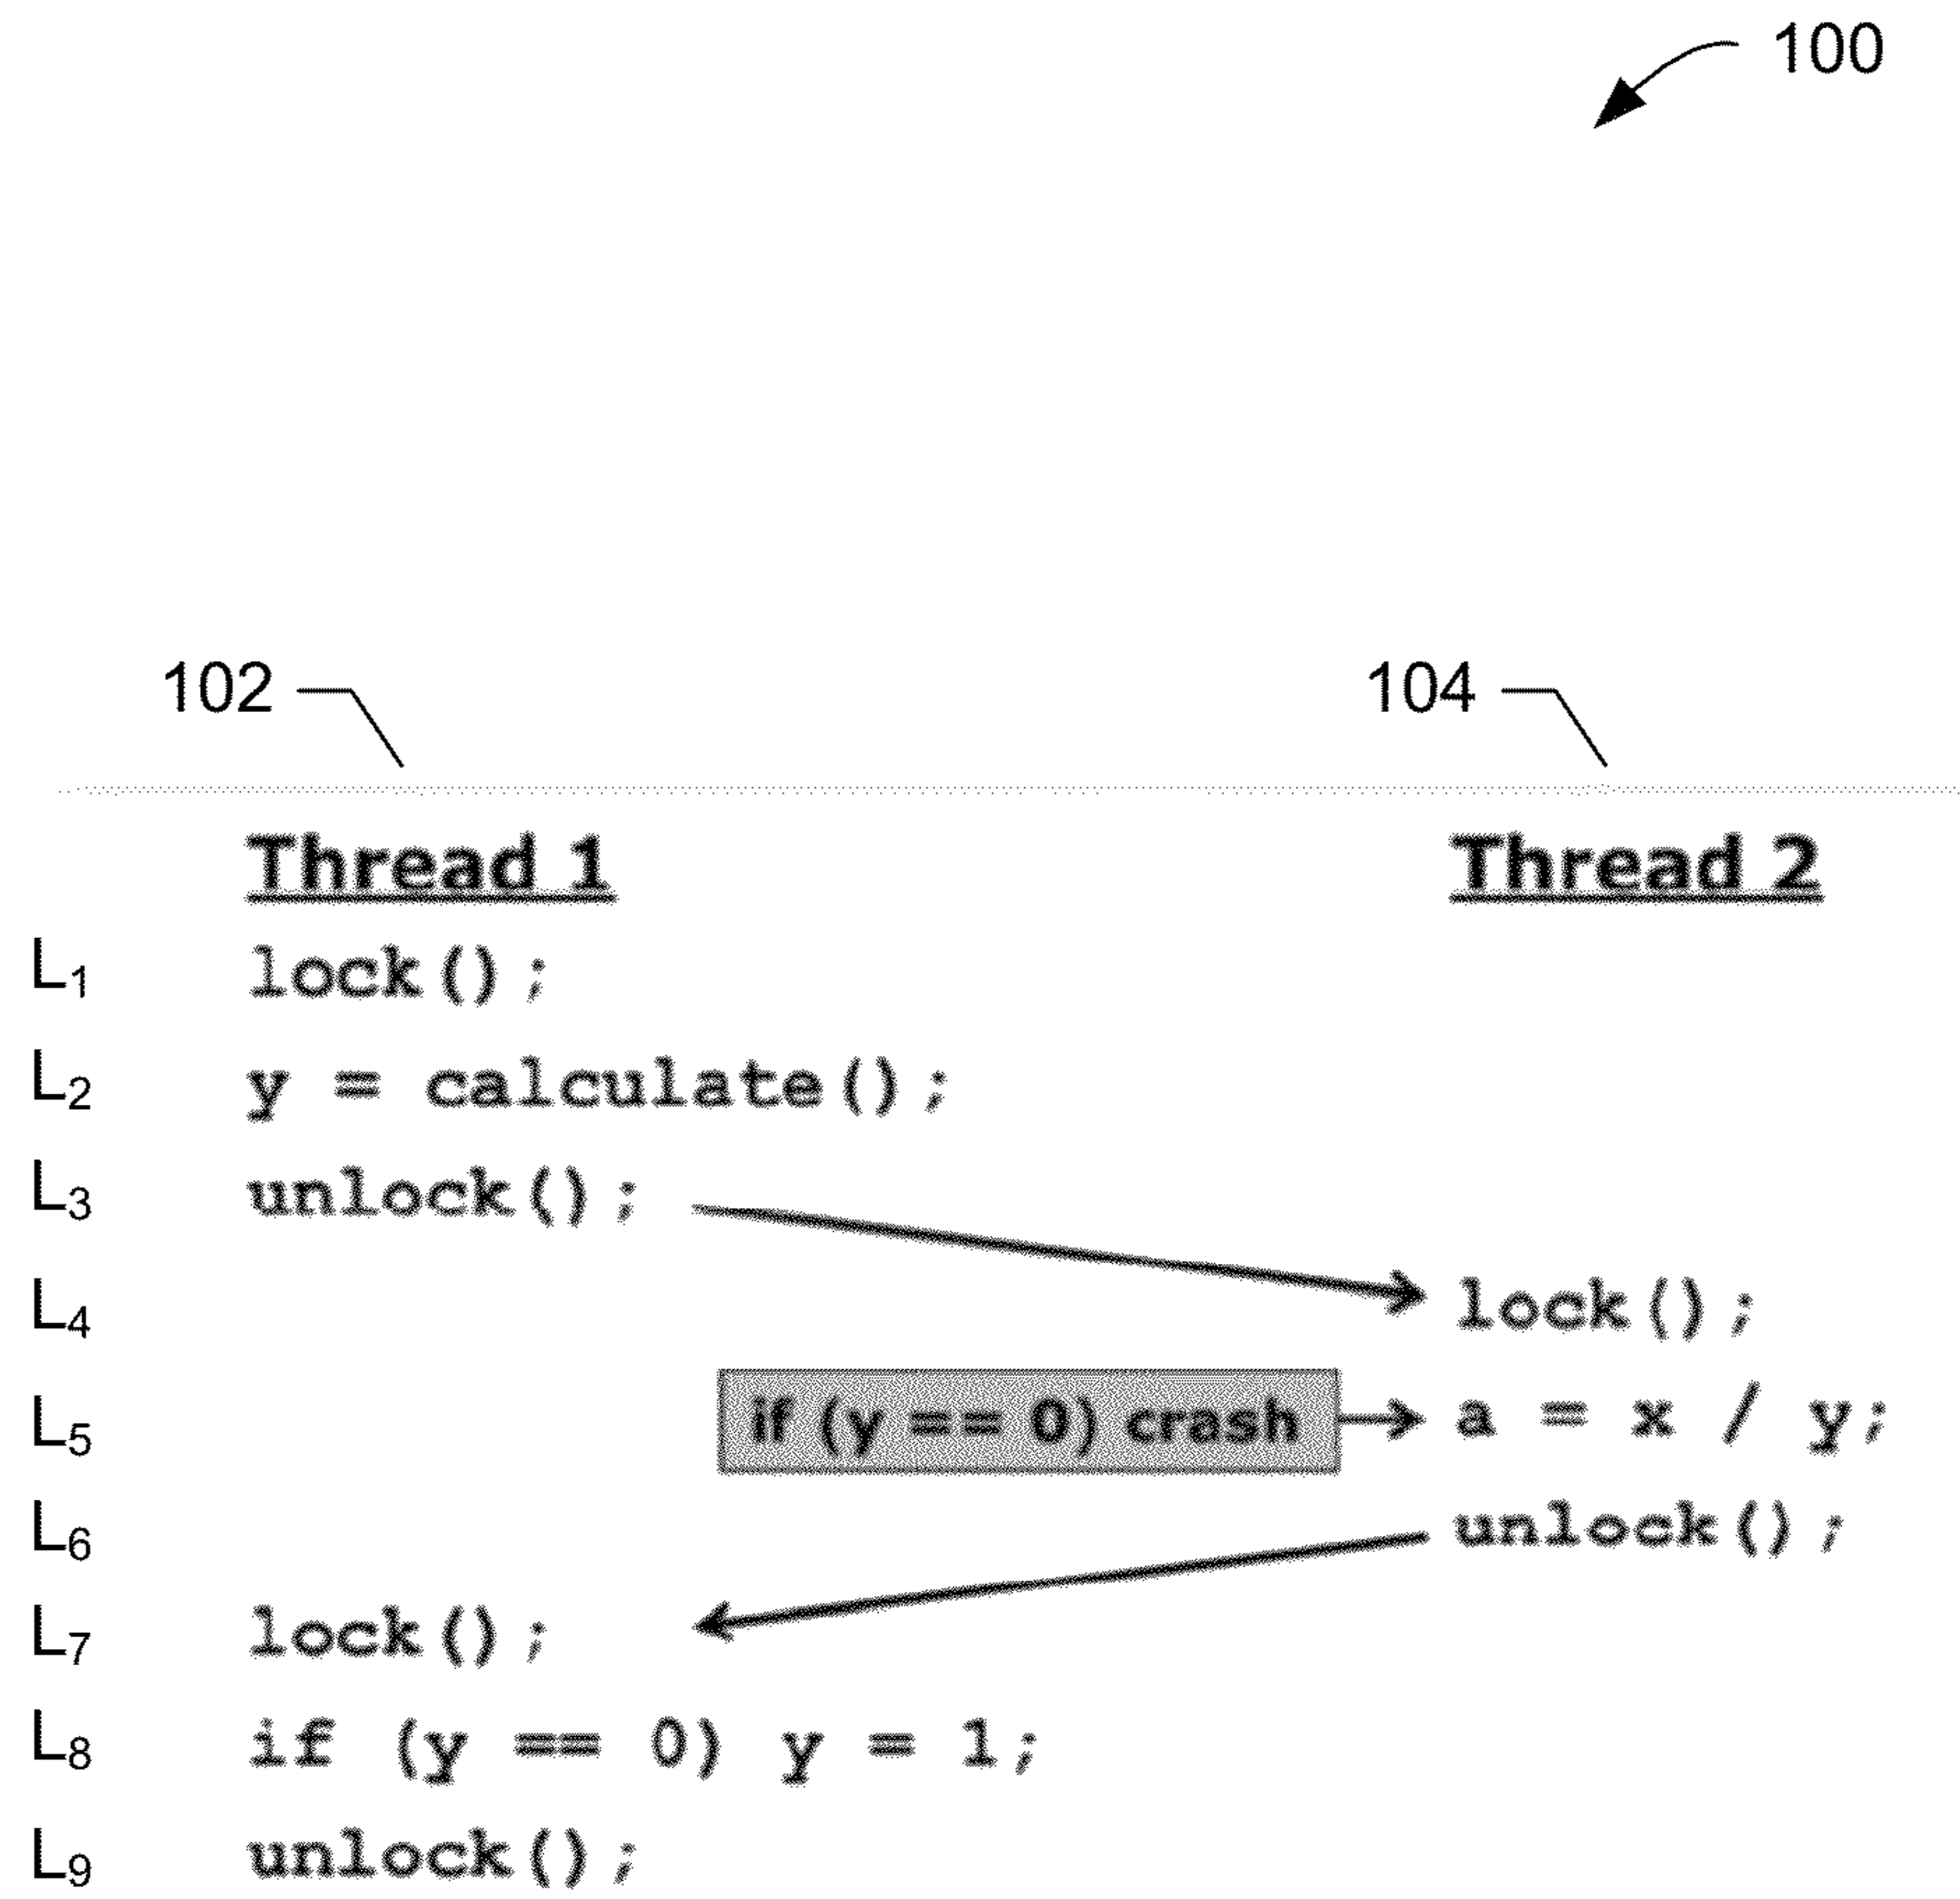 100
102 104
Thread 1 Thread 2
L1 lock();
L2 y = calculate();
L3 unlock();
L4 lock();
L5 if (y == 0) crash a = x / y;
L6 unlock();
L7 lock();
L8 if (y == 0) y = 1;
L9 unlock();